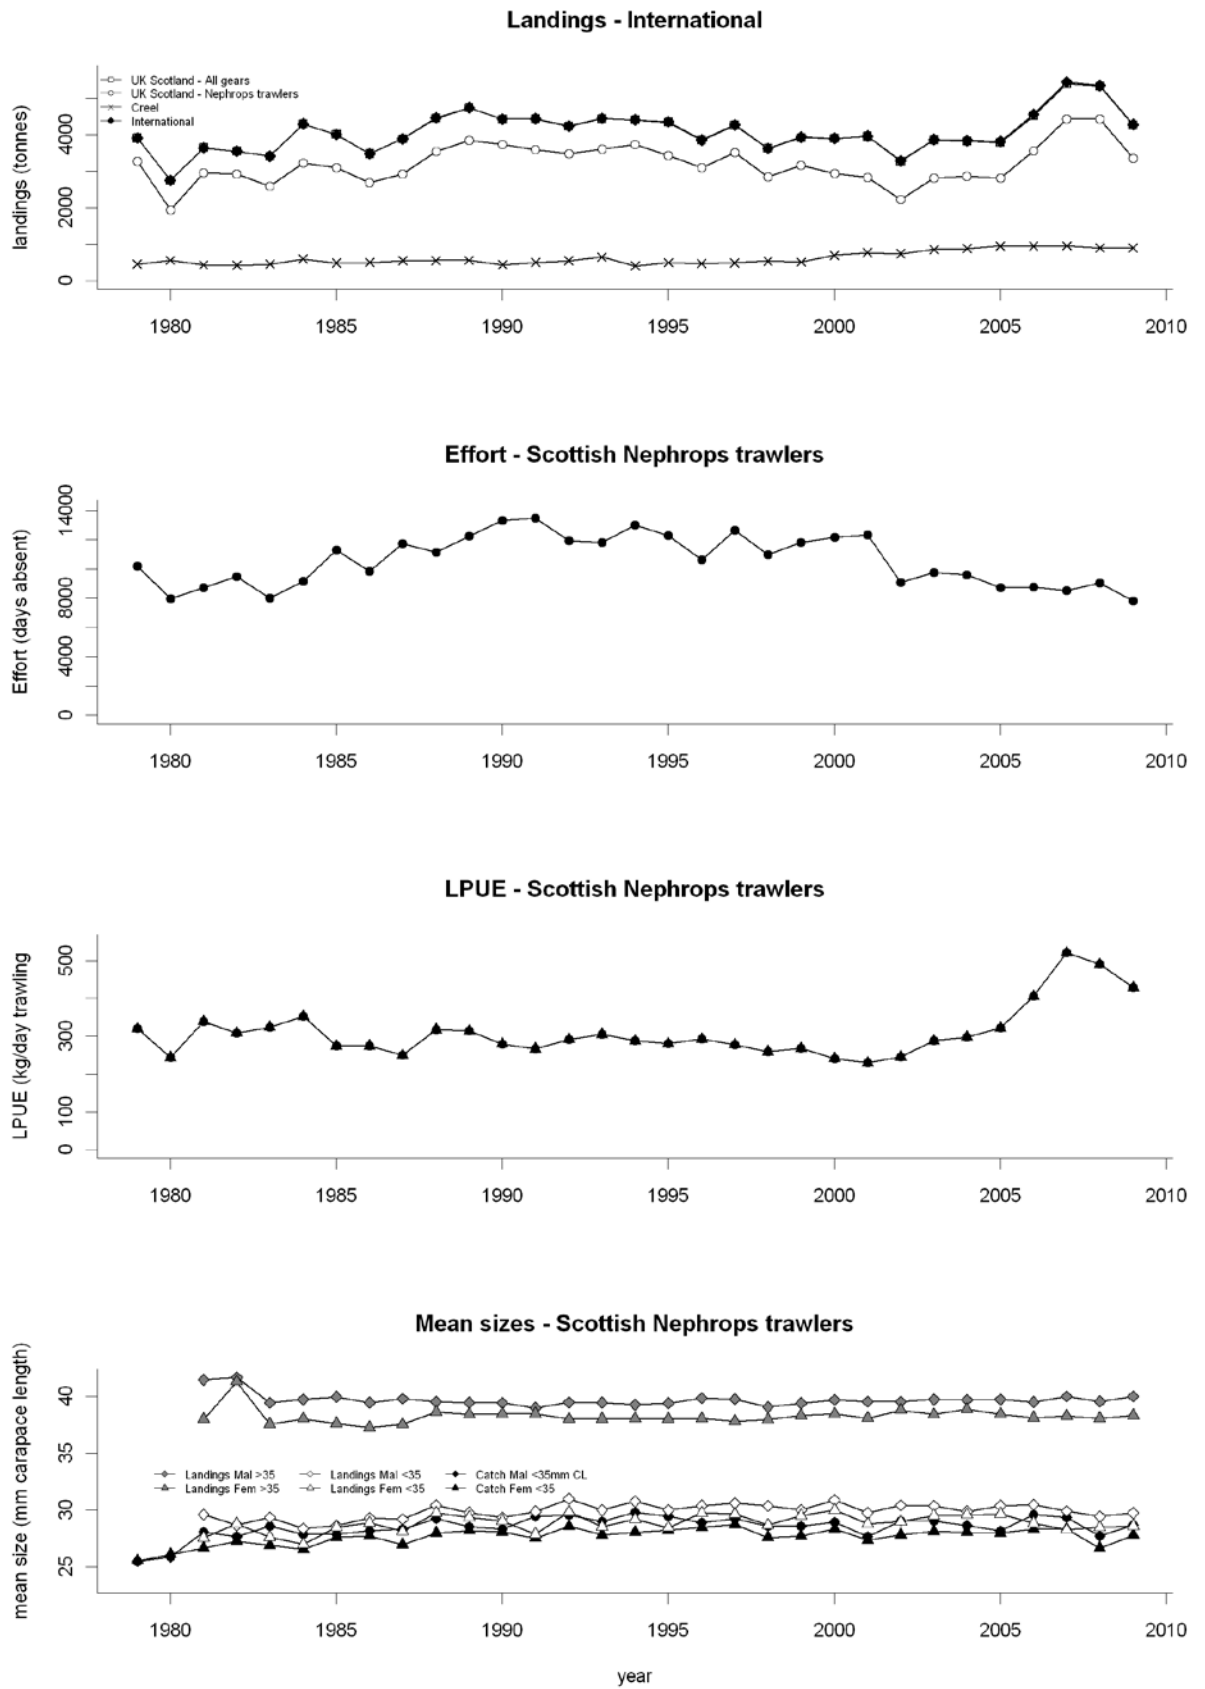 Landings - International
UK Scotland - All gears
UK Scotland - Nephrops trawlers
Creel
International
landings (tonnes)
4000
2000
0
1980 1985 1990 1995 2000 2005 2010
Effort - Scottish Nephrops trawlers
Effort (days absent)
14000
8000
4000
0
1980 1985 1990 1995 2000 2005 2010
LPUE - Scottish Nephrops trawlers
LPUE (kg/day trawling
500
300
100
0
1980 1985 1990 1995 2000 2005 2010
Mean sizes - Scottish Nephrops trawlers
mean size (mm carapace length)
40
35
Landings Mal >35 Landings Mal <35 Catch Mal <35mm CL
Landings Fem >35 Landings Fem <35 Catch Fem <35
30
25
1980 1985 1990 1995 2000 2005 2010
year